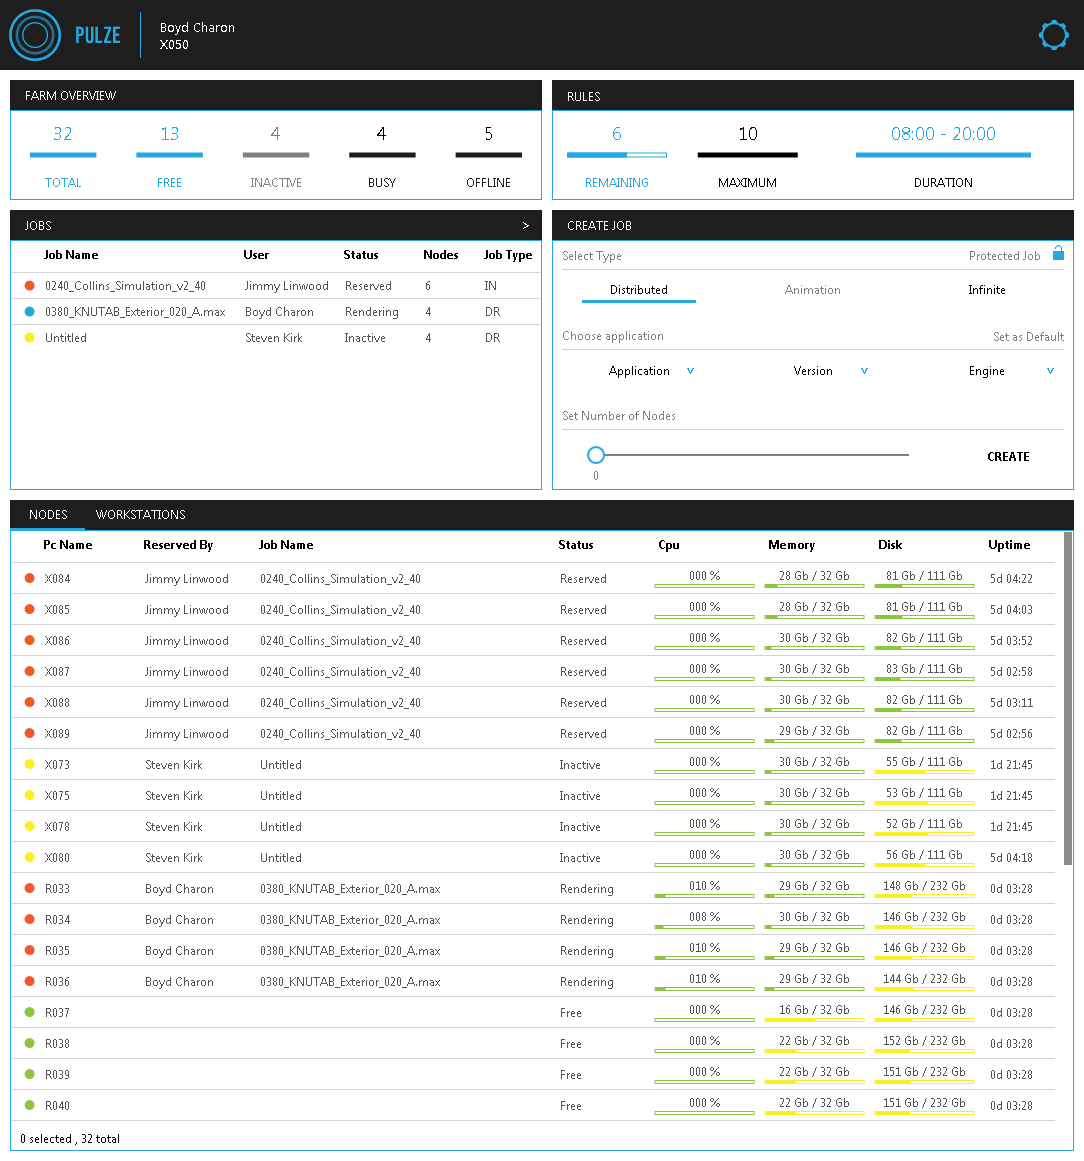 PULZE
Boyd Charon
X050
FARM OVERVIEW
32 13 4 4 5
TOTAL FREE INACTIVE BUSY OFFLINE
RULES
6 10 08:00 - 20:00
REMAINING MAXIMUM DURATION
JOBS >
Job Name User Status Nodes Job Type
0240_Collins_Simulation_v2_40 Jimmy Linwood Reserved 6 IN
0380_KNUTAB_Exterior_020_A.max Boyd Charon Rendering 4 DR
Untitled Steven Kirk Inactive 4 DR
CREATE JOB
Select Type Protected Job
Distributed Animation Infinite
Choose application Set as Default
Application v Version v Engine v
Set Number of Nodes
CREATE
0
NODES WORKSTATIONS
Pc Name Reserved By Job Name Status Cpu Memory Disk Uptime
X084 Jimmy Linwood 0240_Collins_Simulation_v2_40 Reserved 000 % 28 Gb / 32 Gb 81 Gb / 111 Gb 5d 04:22
X085 Jimmy Linwood 0240_Collins_Simulation_v2_40 Reserved 000 % 28 Gb / 32 Gb 81 Gb / 111 Gb 5d 04:03
X086 Jimmy Linwood 0240_Collins_Simulation_v2_40 Reserved 000 % 30 Gb / 32 Gb 82 Gb / 111 Gb 5d 03:52
X087 Jimmy Linwood 0240_Collins_Simulation_v2_40 Reserved 000 % 30 Gb / 32 Gb 83 Gb / 111 Gb 5d 02:58
X088 Jimmy Linwood 0240_Collins_Simulation_v2_40 Reserved 000 % 30 Gb / 32 Gb 82 Gb / 111 Gb 5d 03:11
X089 Jimmy Linwood 0240_Collins_Simulation_v2_40 Reserved 000 % 29 Gb / 32 Gb 82 Gb / 111 Gb 5d 02:56
X073 Steven Kirk Untitled Inactive 000 % 30 Gb / 32 Gb 55 Gb / 111 Gb 1d 21:45
X075 Steven Kirk Untitled Inactive 000 % 30 Gb / 32 Gb 53 Gb / 111 Gb 1d 21:45
X078 Steven Kirk Untitled Inactive 000 % 30 Gb / 32 Gb 52 Gb / 111 Gb 1d 21:45
X080 Steven Kirk Untitled Inactive 000 % 30 Gb / 32 Gb 56 Gb / 111 Gb 5d 04:18
R033 Boyd Charon 0380_KNUTAB_Exterior_020_A.max Rendering 010 % 29 Gb / 32 Gb 148 Gb / 232 Gb 0d 03:28
R034 Boyd Charon 0380_KNUTAB_Exterior_020_A.max Rendering 008 % 30 Gb / 32 Gb 146 Gb / 232 Gb 0d 03:28
R035 Boyd Charon 0380_KNUTAB_Exterior_020_A.max Rendering 010 % 29 Gb / 32 Gb 146 Gb / 232 Gb 0d 03:28
R036 Boyd Charon 0380_KNUTAB_Exterior_020_A.max Rendering 010 % 29 Gb / 32 Gb 144 Gb / 232 Gb 0d 03:28
R037 Free 000 % 16 Gb / 32 Gb 146 Gb / 232 Gb 0d 03:28
R038 Free 000 % 22 Gb / 32 Gb 152 Gb / 232 Gb 0d 03:28
R039 Free 000 % 22 Gb / 32 Gb 151 Gb / 232 Gb 0d 03:28
R040 Free 000 % 22 Gb / 32 Gb 151 Gb / 232 Gb 0d 03:28
0 selected , 32 total